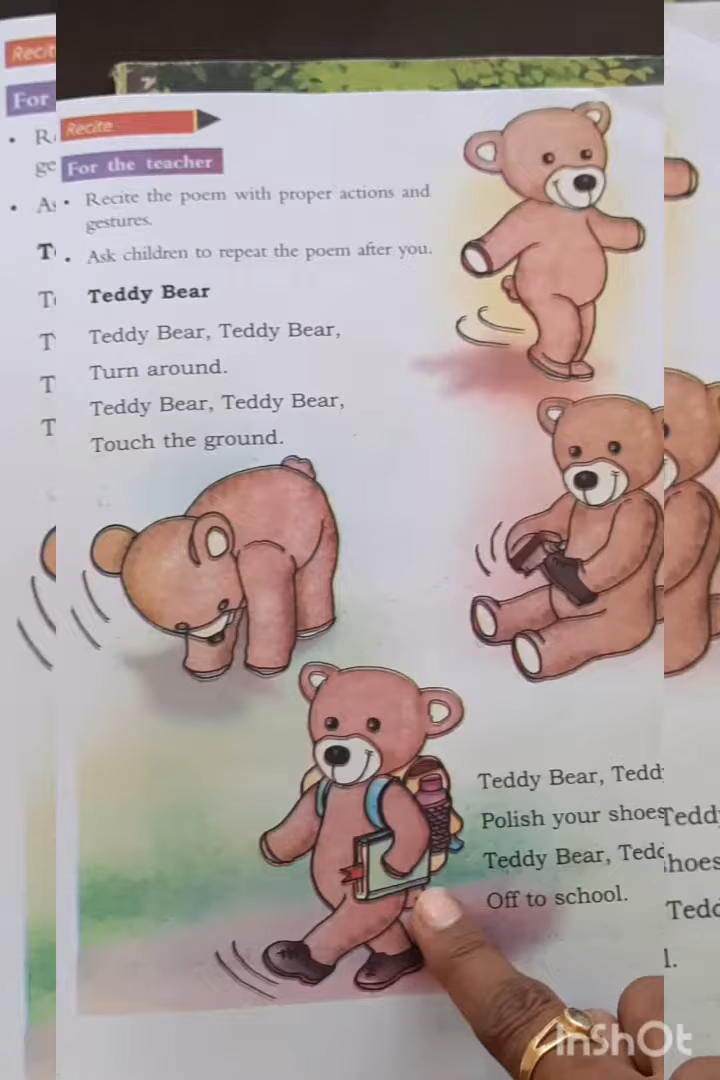 Recite
For the teacher
• Recite the poem with proper actions and
gestures.
• Ask children to repeat the poem after you.
Teddy Bear
Teddy Bear, Teddy Bear,
Turn around.
Teddy Bear, Teddy Bear,
Touch the ground.
Teddy Bear, Tedd
Polish your shoes
Teddy Bear, Tedd
Off to school.
InShOt